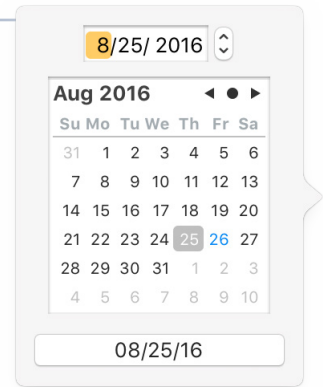 8/25/ 2016
Aug 2016
Su Mo Tu We Th Fr Sa
31 1 2 3 4 5 6
7 8 9 10 11 12 13
14 15 16 17 18 19 20
21 22 23 24 25 26 27
28 29 30 31 1 2 3
4 5 6 7 8 9 10
08/25/16